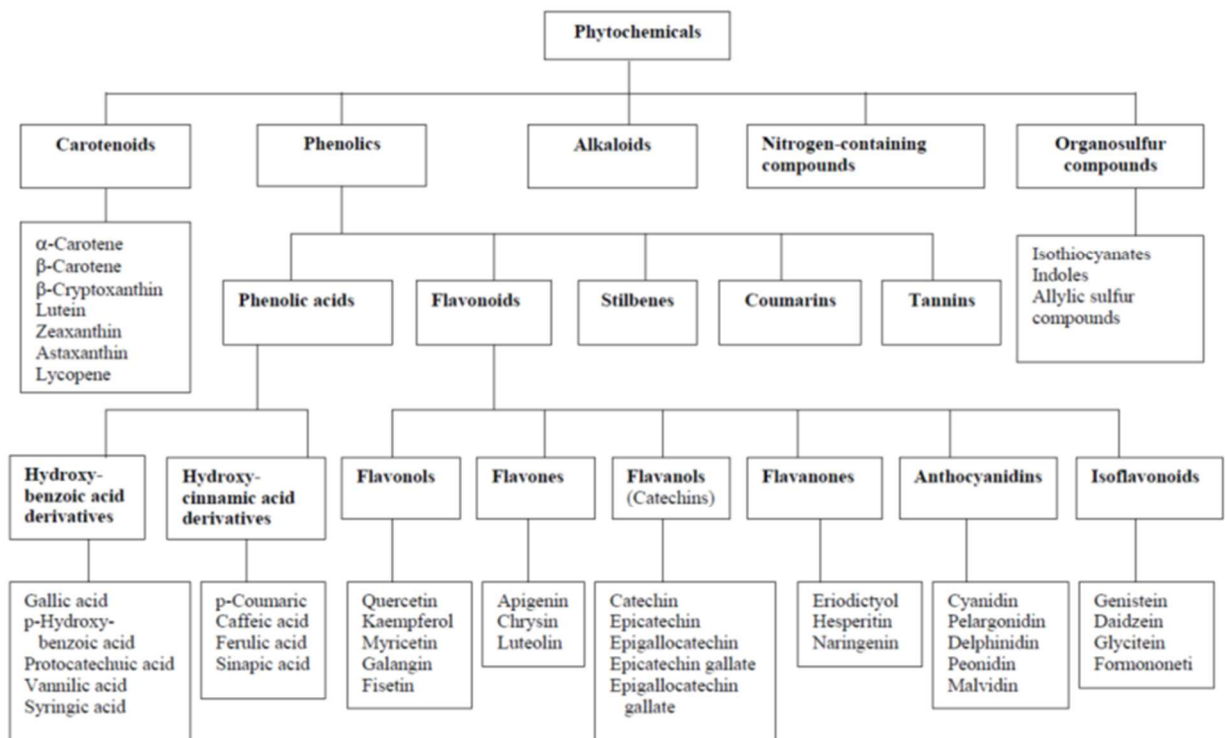 Phytochemicals
Carotenoids
Phenolics
Alkaloids
Nitrogen-containing
compounds
Organosulfur
compounds
α-Carotene
β-Carotene
β-Cryptoxanthin
Lutein
Zeaxanthin
Astaxanthin
Lycopene
Isothiocyanates
Indoles
Allylic sulfur
compounds
Phenolic acids
Flavonoids
Stilbenes
Coumarins
Tannins
Hydroxy-
benzoic acid
derivatives
Hydroxy-
cinnamic acid
derivatives
Flavonols
Flavones
Flavanols
(Catechins)
Flavanones
Anthocyanidins
Isoflavonoids
Gallic acid
p-Hydroxy-
benzoic acid
Protocatechuic acid
Vannilic acid
Syringic acid
p-Coumaric
Caffeic acid
Ferulic acid
Sinapic acid
Quercetin
Kaempferol
Myricetin
Galangin
Fisetin
Apigenin
Chrysin
Luteolin
Catechin
Epicatechin
Epigallocatechin
Epicatechin gallate
Epigallocatechin
gallate
Eriodictyol
Hesperitin
Naringenin
Cyanidin
Pelargonidin
Delphinidin
Peonidin
Malvidin
Genistein
Daidzein
Glycitein
Formononeti